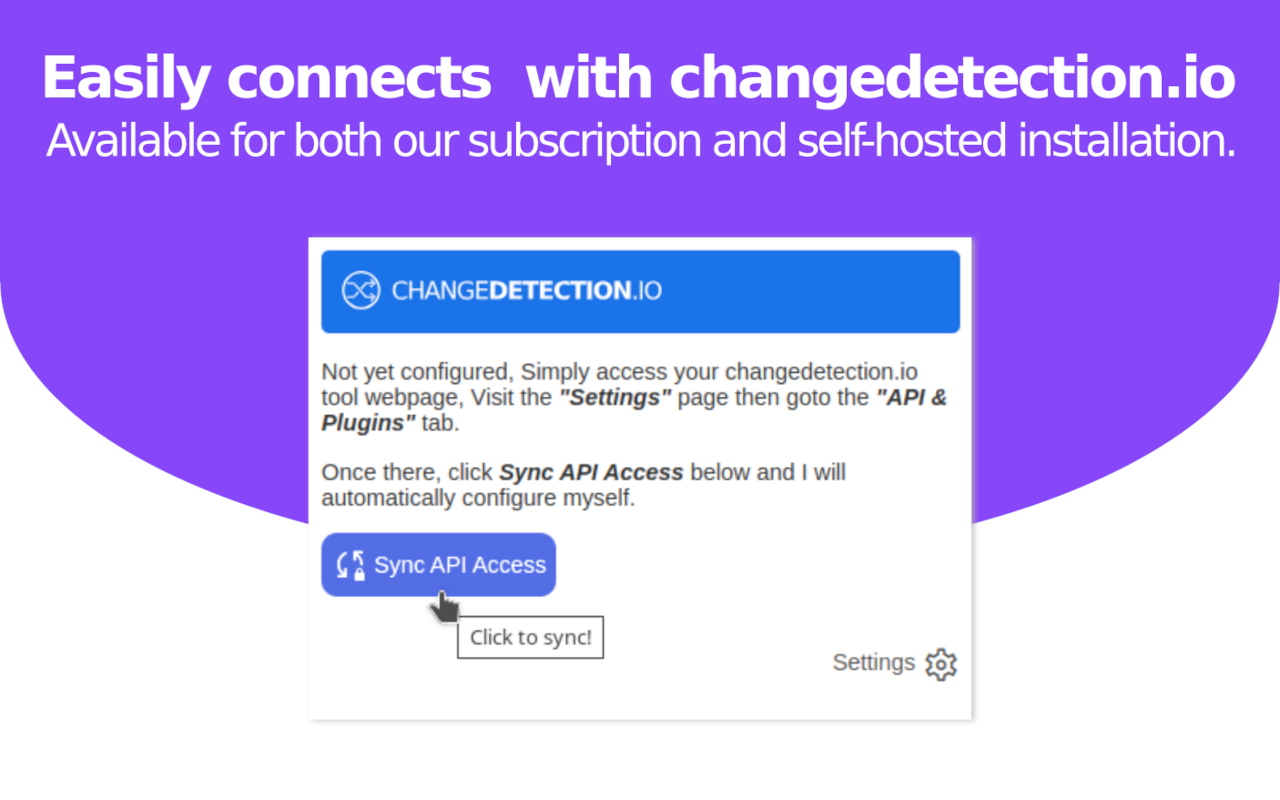 Easily connects  with changedetection.io
Available for both our subscription and self-hosted installation.
CHANGEDETECTION.IO
Not yet configured, Simply access your changedetection.io
tool webpage, Visit the "Settings" page then goto the "API &
Plugins" tab.
Once there, click Sync API Access below and I will
automatically configure myself.
Sync API Access
Click to sync!
Settings